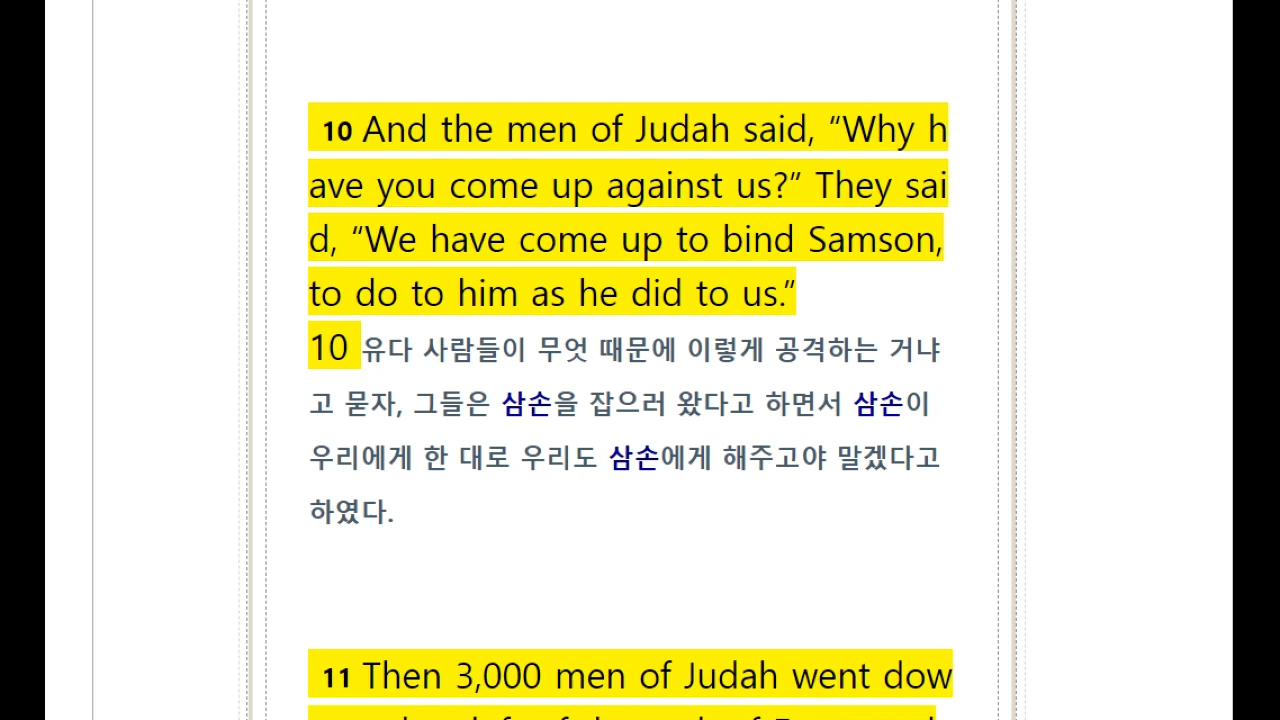 10 And the men of Judah said, “Why h
ave you come up against us?” They sai
d, “We have come up to bind Samson,
to do to him as he did to us.”
10 유다 사람들이 무엇 때문에 이렇게 공격하는 거냐
고 묻자, 그들은 삼손을 잡으러 왔다고 하면서 삼손이
우리에게 한 대로 우리도 삼손에게 해주고야 말겠다고
하였다.
11 Then 3,000 men of Judah went dow